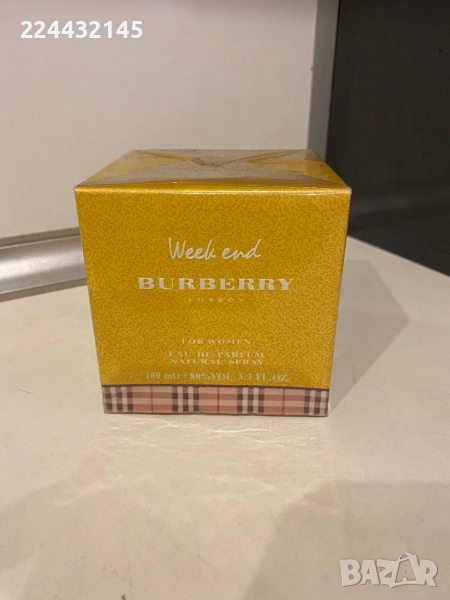 224432145
Week end
BURBERRY
LONDON
FOR WOMEN
EAU DE PARFUM
NATURAL SPRAY
100 ml - 80%VOL. 3.3 FL.OZ.
BAZAR